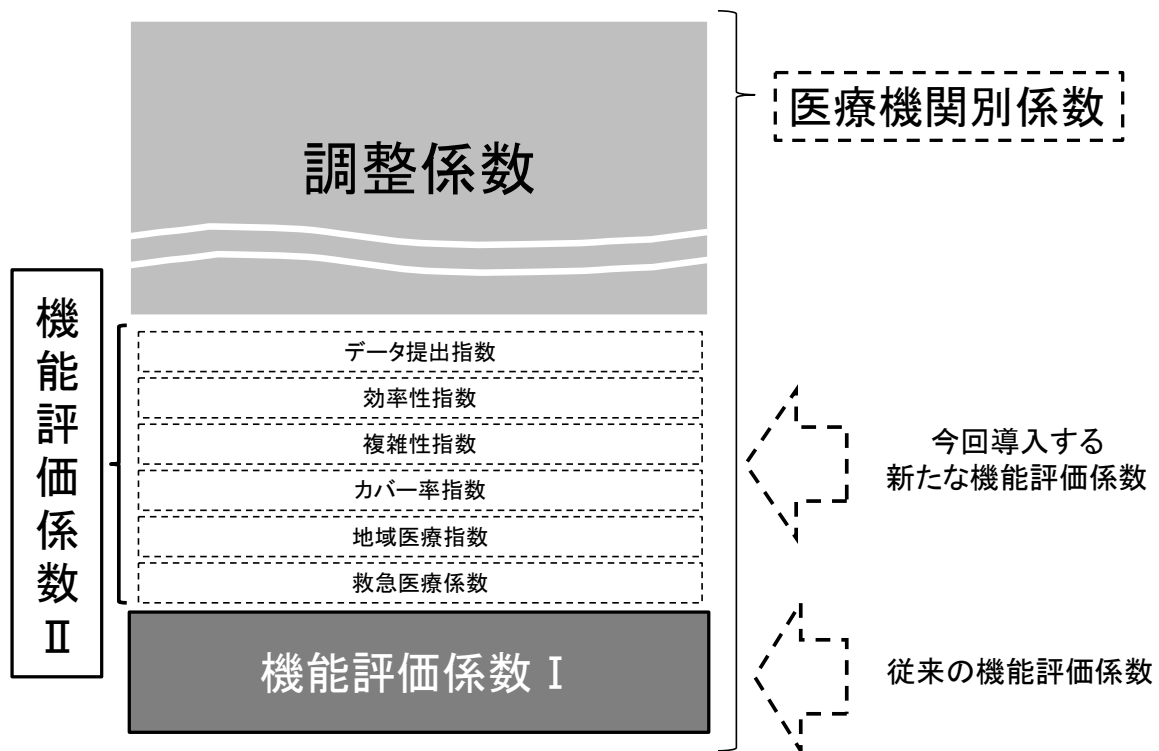 調整係数
医療機関別係数
機能評価係数Ⅱ
データ提出指数
効率性指数
複雑性指数
カバー率指数
地域医療指数
救急医療係数
今回導入する
新たな機能評価係数
機能評価係数Ⅰ
従来の機能評価係数